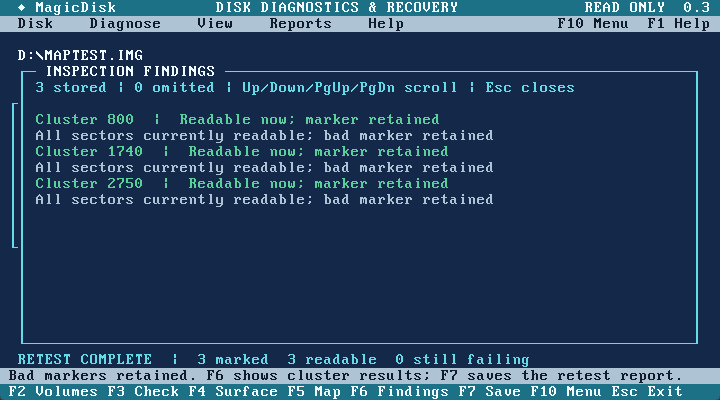 ◆ MagicDisk DISK DIAGNOSTICS & RECOVERY READ ONLY 0.3
Disk Diagnose View Reports Help F10 Menu F1 Help
D:\MAPTEST.IMG
INSPECTION FINDINGS
3 stored ¦ 0 omitted ¦ Up/Down/PgUp/PgDn scroll ¦ Esc closes
Cluster 800 ¦ Readable now; marker retained
All sectors currently readable; bad marker retained
Cluster 1740 ¦ Readable now; marker retained
All sectors currently readable; bad marker retained
Cluster 2750 ¦ Readable now; marker retained
All sectors currently readable; bad marker retained
RETEST COMPLETE ¦ 3 marked 3 readable 0 still failing
Bad markers retained. F6 shows cluster results; F7 saves the retest report.
F2 Volumes F3 Check F4 Surface F5 Map F6 Findings F7 Save F10 Menu Esc Exit